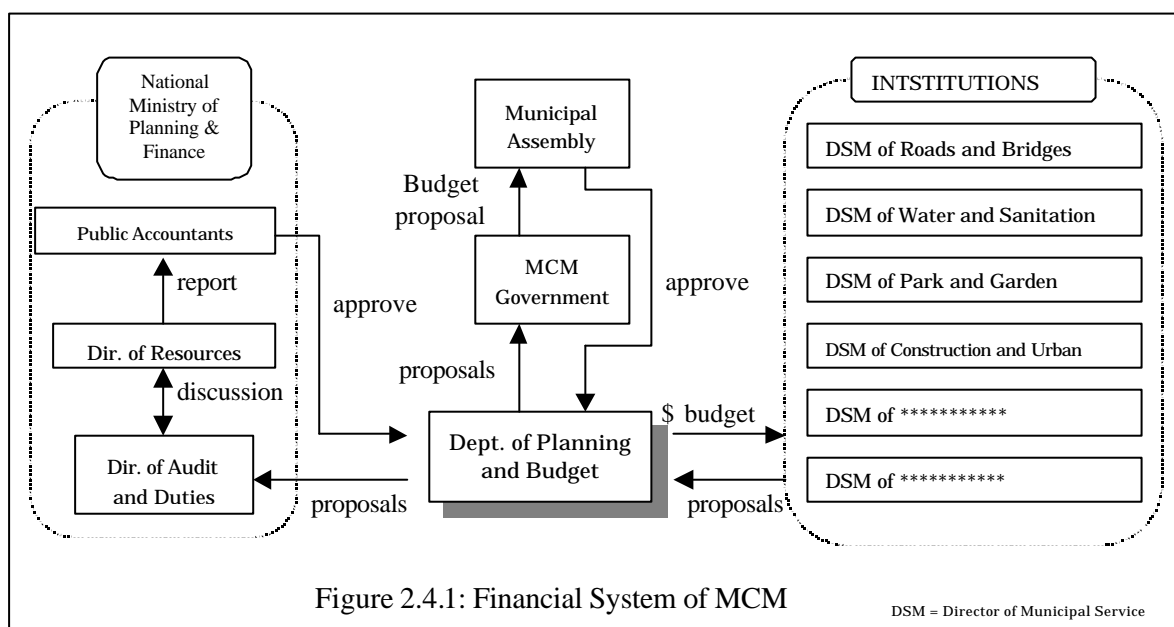 National
Ministry of
Planning &
Finance
Public Accountants
report
Dir. of Resources
discussion
Dir. of Audit
and Duties
approve
proposals
Municipal
Assembly
Budget
proposal
MCM
Government
approve
proposals
Dept. of Planning
and Budget
$ budget
proposals
INTSTITUTIONS
DSM of Roads and Bridges
DSM of Water and Sanitation
DSM of Park and Garden
DSM of Construction and Urban
DSM of ***********
DSM of ***********
Figure 2.4.1: Financial System of MCM
DSM = Director of Municipal Service